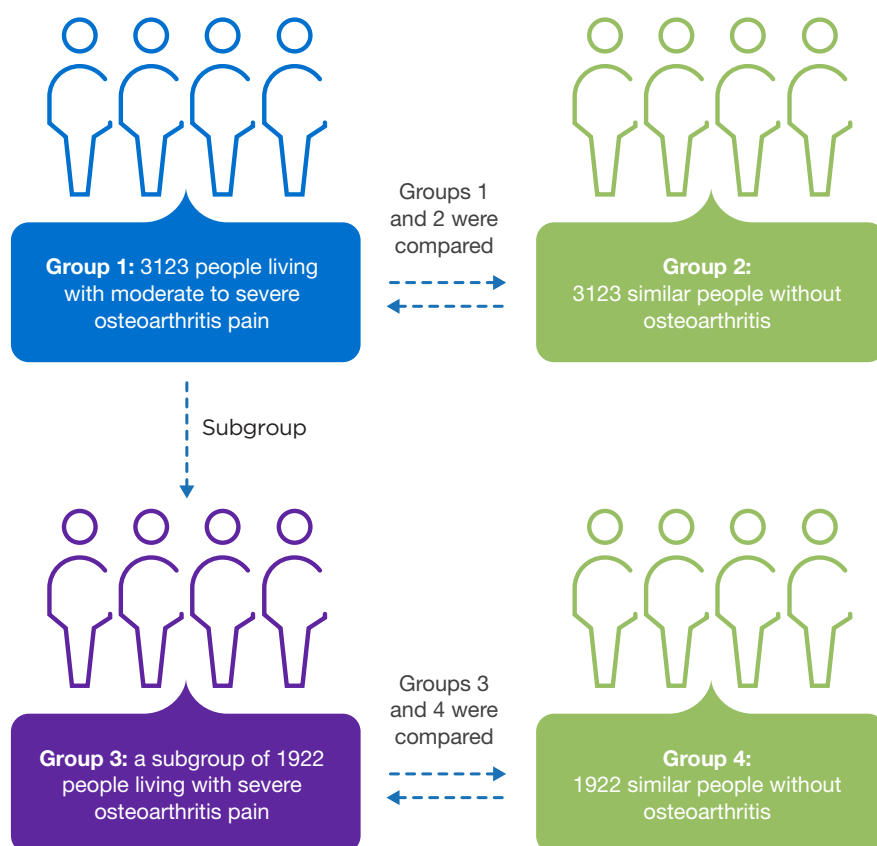 Groups 1
and 2 were
compared
Group 1: 3123 people living
with moderate to severe
osteoarthritis pain
Group 2:
3123 similar people without
osteoarthritis
Subgroup
Groups 3
and 4 were
compared
Group 3: a subgroup of 1922
people living with severe
osteoarthritis pain
Group 4:
1922 similar people without
osteoarthritis